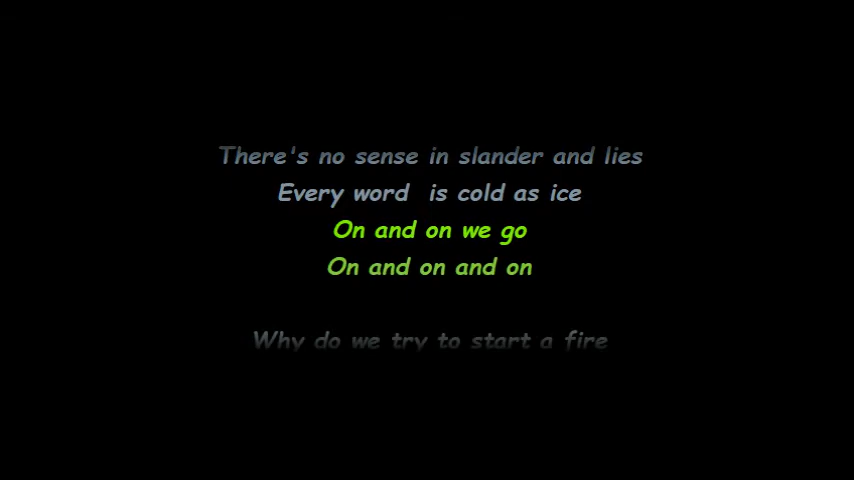 There's no sense in slander and lies
Every word  is cold as ice
On and on we go
On and on and on
Why do we try to start a fire